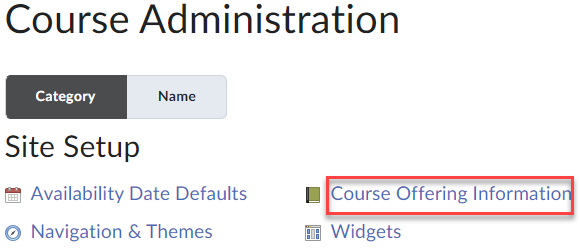 Course Administration
Category Name
Site Setup
Availability Date Defaults Course Offering Information
Navigation & Themes Widgets